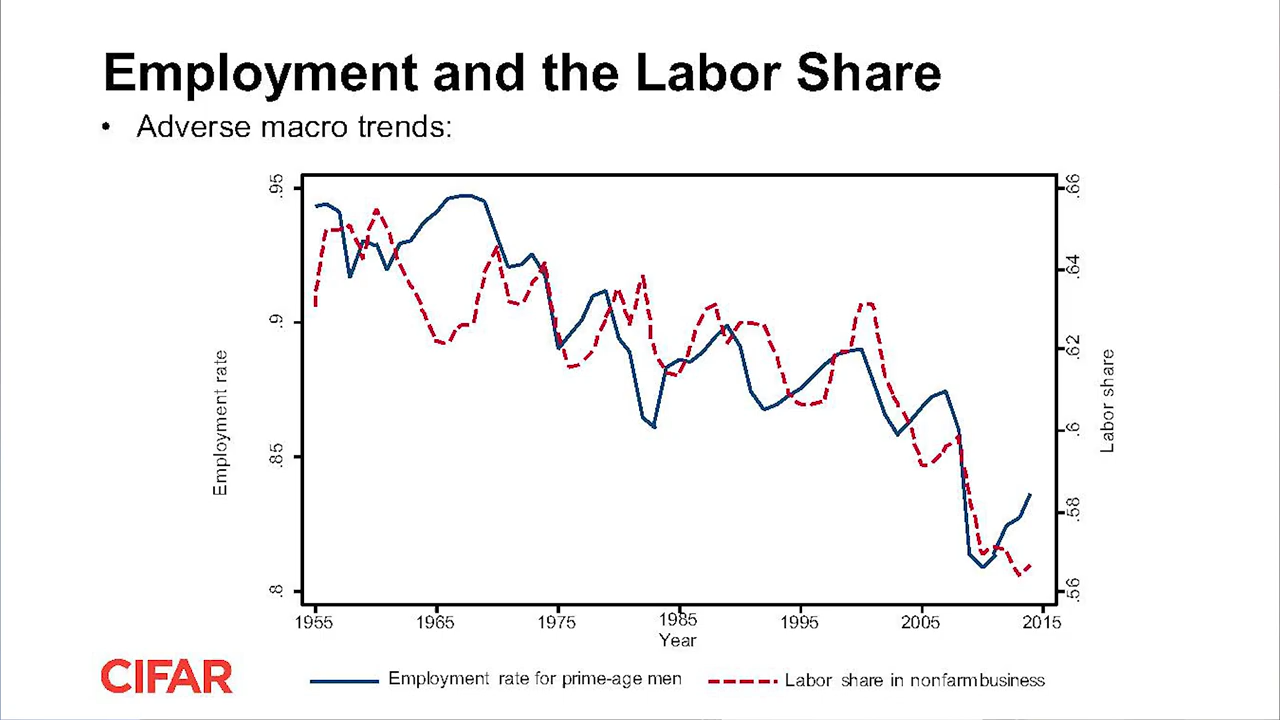 Employment and the Labor Share
• Adverse macro trends:
.95
.9
.85
.8
Employment rate
.66
.64
.62
.6
.58
.56
Labor share
1955 1965 1975 1985 1995 2005 2015
Year
CIFAR
Employment rate for prime-age men
Labor share in nonfarm business